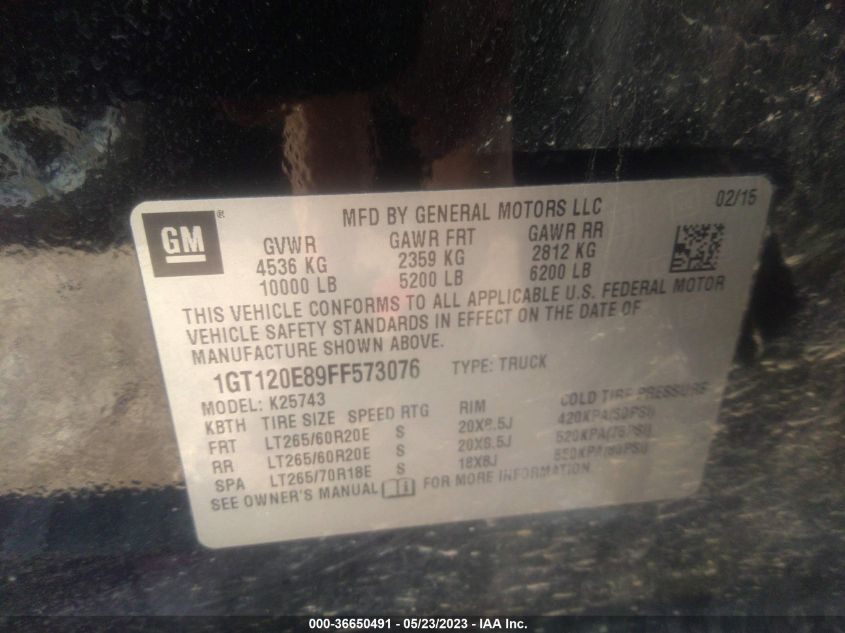 GM ®
MFD BY GENERAL MOTORS LLC
02/15
GVWR GAWR FRT GAWR RR
4536 KG 2359 KG 2812 KG
10000 LB 5200 LB 6200 LB
THIS VEHICLE CONFORMS TO ALL APPLICABLE U.S. FEDERAL MOTOR
VEHICLE SAFETY STANDARDS IN EFFECT ON THE DATE OF
MANUFACTURE SHOWN ABOVE.
1GT120E89FF573076 TYPE: TRUCK
MODEL: K25743
KBTH TIRE SIZE SPEED RTG RIM COLD TIRE PRESSURE
FRT LT265/60R20E S 20X8.5J
RR LT265/60R20E S 20X8.5J
SPA LT265/70R18E S 18X8J
SEE OWNER'S MANUAL FOR MORE INFORMATION
000-36650491 - 05/23/2023 - IAA Inc.